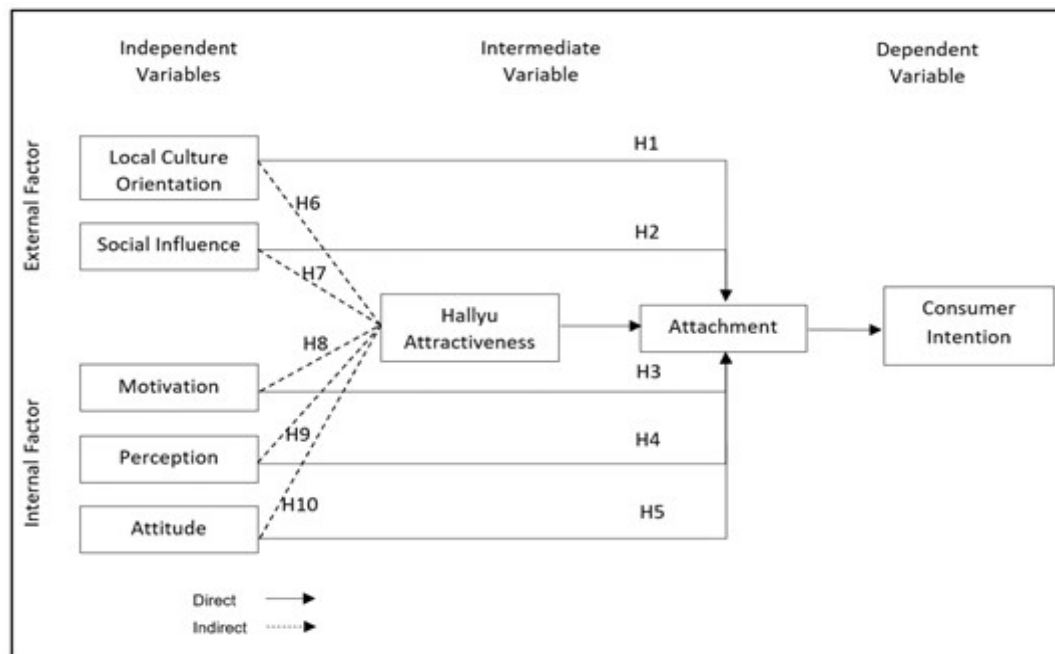 Independent
Variables
Intermediate
Variable
Dependent
Variable
External Factor
Local Culture
Orientation
H1
H6
Social Influence
H2
H7
Hallyu
Attractiveness
Attachment
Consumer
Intention
H8
Internal Factor
Motivation
H3
H9
Perception
H4
H10
Attitude
H5
Direct
Indirect